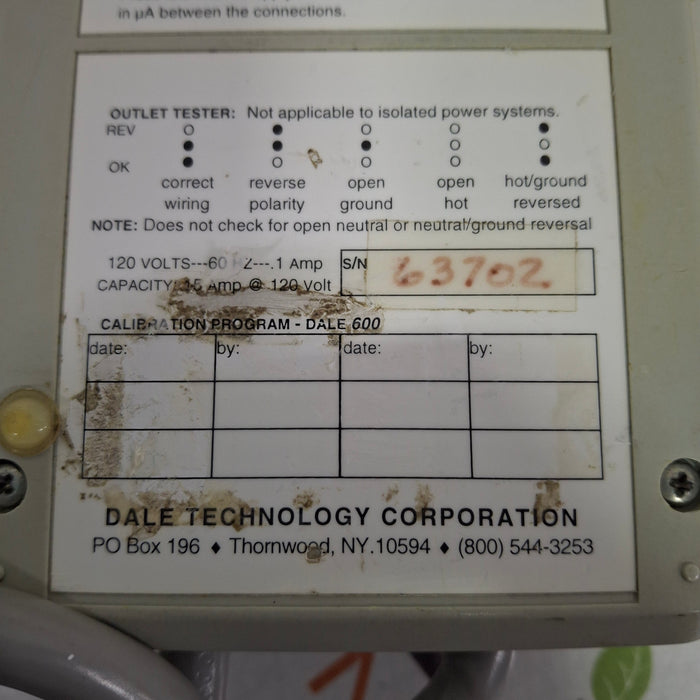 in μA between the connections.
OUTLET TESTER: Not applicable to isolated power systems.
REV ○ ● ○ ○ ●
● ● ● ○ ○
OK ● ○ ○ ○ ●
correct reverse open open hot/ground
wiring polarity ground hot reversed
NOTE: Does not check for open neutral or neutral/ground reversal
120 VOLTS---60 HZ---.1 Amp S/N 63702
CAPACITY: 15 Amp @ 120 Volt
CALIBRATION PROGRAM - DALE 600
date: by: date: by:
DALE TECHNOLOGY CORPORATION
PO Box 196 ♦ Thornwood, NY.10594 ♦ (800) 544-3253